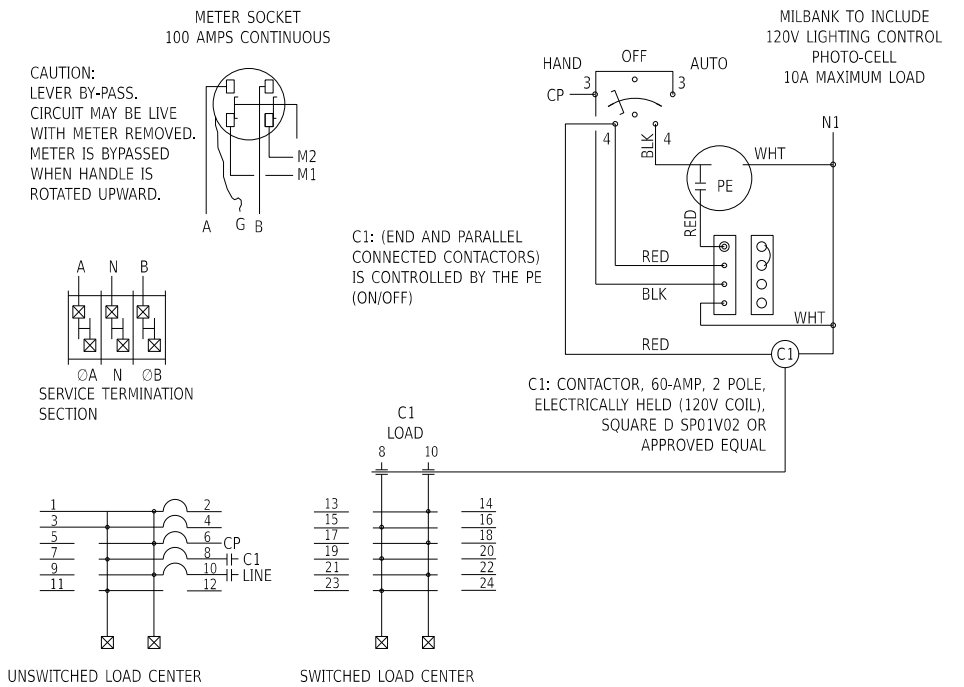 METER SOCKET
100 AMPS CONTINUOUS
CAUTION:
LEVER BY-PASS.
CIRCUIT MAY BE LIVE
WITH METER REMOVED.
METER IS BYPASSED
WHEN HANDLE IS
ROTATED UPWARD.
M2
M1
A G B
MILBANK TO INCLUDE
120V LIGHTING CONTROL
PHOTO-CELL
10A MAXIMUM LOAD
HAND OFF AUTO
3 3
CP
4 BLK 4
N1
WHT
PE
RED
RED
BLK
WHT
RED
C1
C1: (END AND PARALLEL
CONNECTED CONTACTORS)
IS CONTROLLED BY THE PE
(ON/OFF)
A N B
ØA N ØB
SERVICE TERMINATION
SECTION
C1: CONTACTOR, 60-AMP, 2 POLE,
ELECTRICALLY HELD (120V COIL),
SQUARE D SP01V02 OR
APPROVED EQUAL
C1
LOAD
8 10
1 2
3 4
5 6 CP
7 8 C1
9 10 LINE
11 12
UNSWITCHED LOAD CENTER
13 14
15 16
17 18
19 20
21 22
23 24
SWITCHED LOAD CENTER